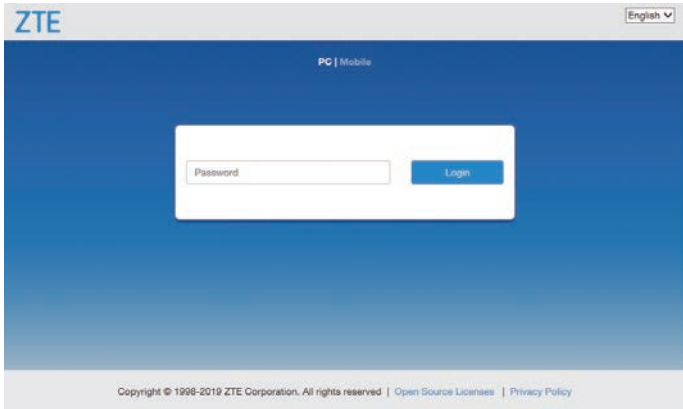 ZTE
English
PC | Mobile
Password
Login
Copyright © 1998-2019 ZTE Corporation. All rights reserved | Open Source Licenses | Privacy Policy